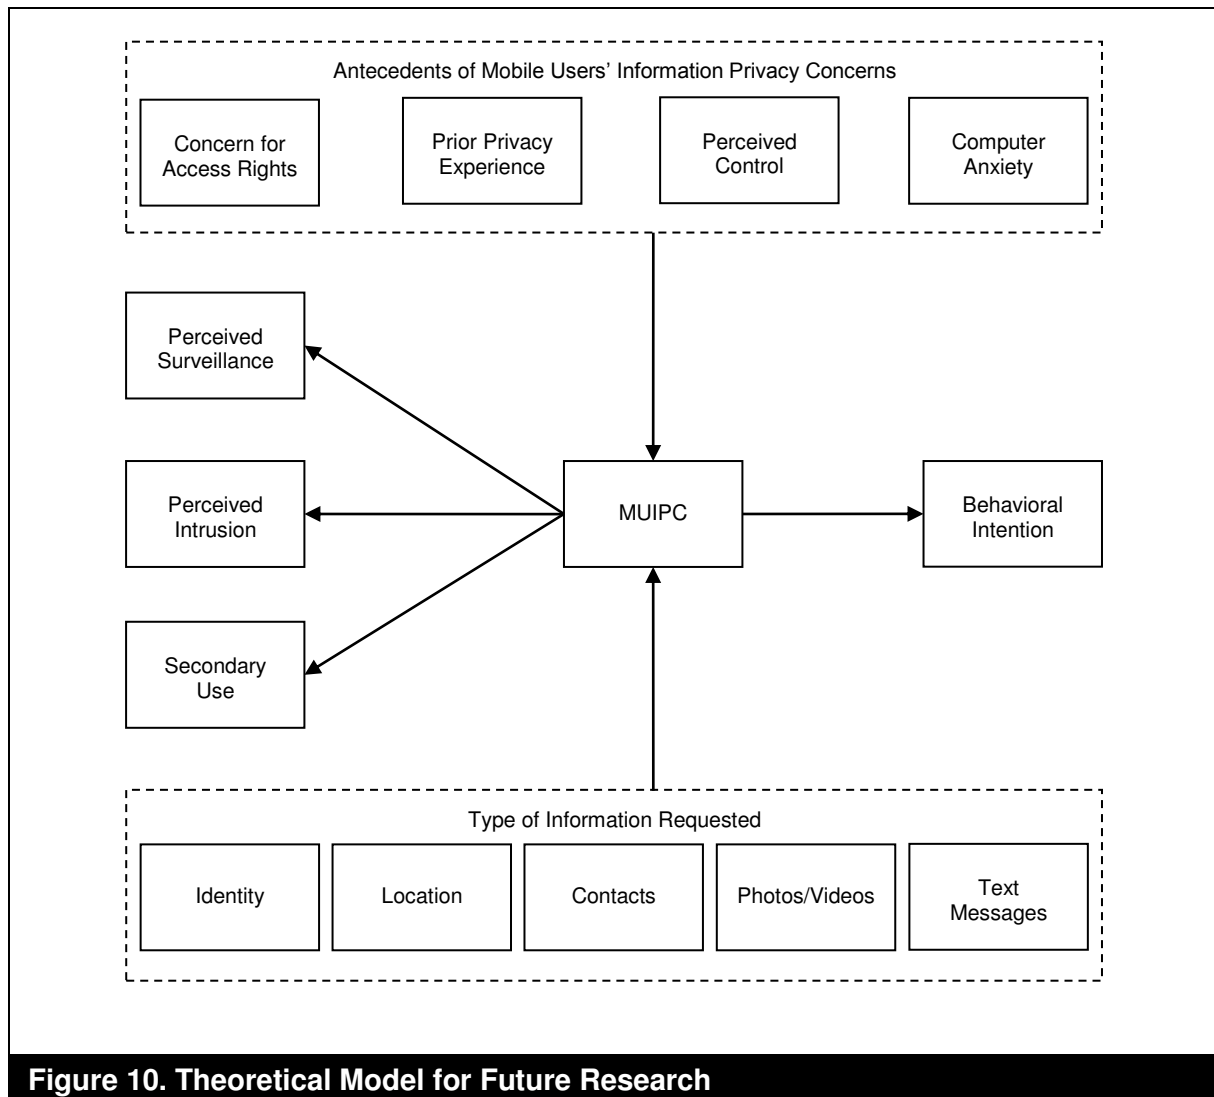 Antecedents of Mobile Users’ Information Privacy Concerns
Concern for
Access Rights
Prior Privacy
Experience
Perceived
Control
Computer
Anxiety
Perceived
Surveillance
Perceived
Intrusion
MUIPC
Behavioral
Intention
Secondary
Use
Type of Information Requested
Identity
Location
Contacts
Photos/Videos
Text
Messages
Figure 10. Theoretical Model for Future Research